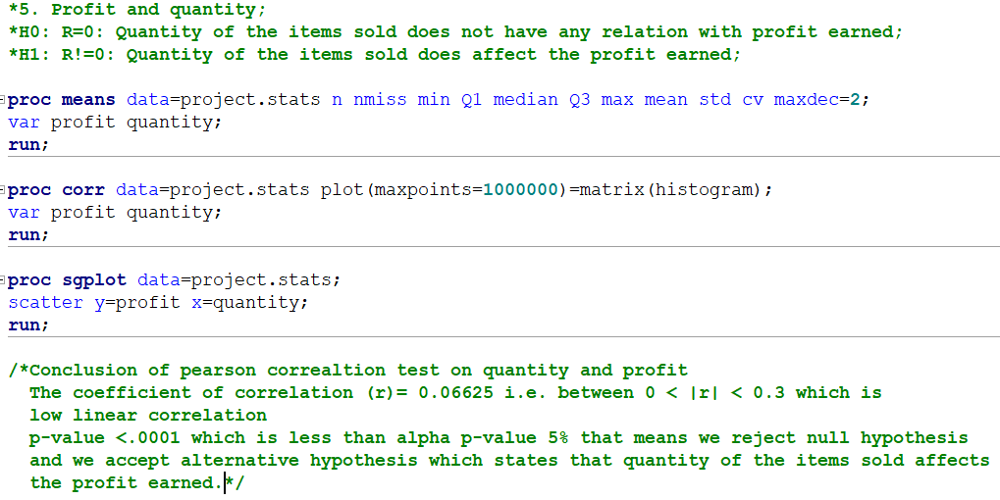 *5. Profit and quantity;
*H0: R=0: Quantity of the items sold does not have any relation with profit earned;
*H1: R!=0: Quantity of the items sold does affect the profit earned;
proc means data=project.stats n nmiss min Q1 median Q3 max mean std cv maxdec=2;
var profit quantity;
run;
proc corr data=project.stats plot(maxpoints=1000000)=matrix(histogram);
var profit quantity;
run;
proc sgplot data=project.stats;
scatter y=profit x=quantity;
run;
/*Conclusion of pearson correaltion test on quantity and profit
The coefficient of correlation (r)= 0.06625 i.e. between 0 < |r| < 0.3 which is
low linear correlation
p-value <.0001 which is less than alpha p-value 5% that means we reject null hypothesis
and we accept alternative hypothesis which states that quantity of the items sold affects
the profit earned.*/